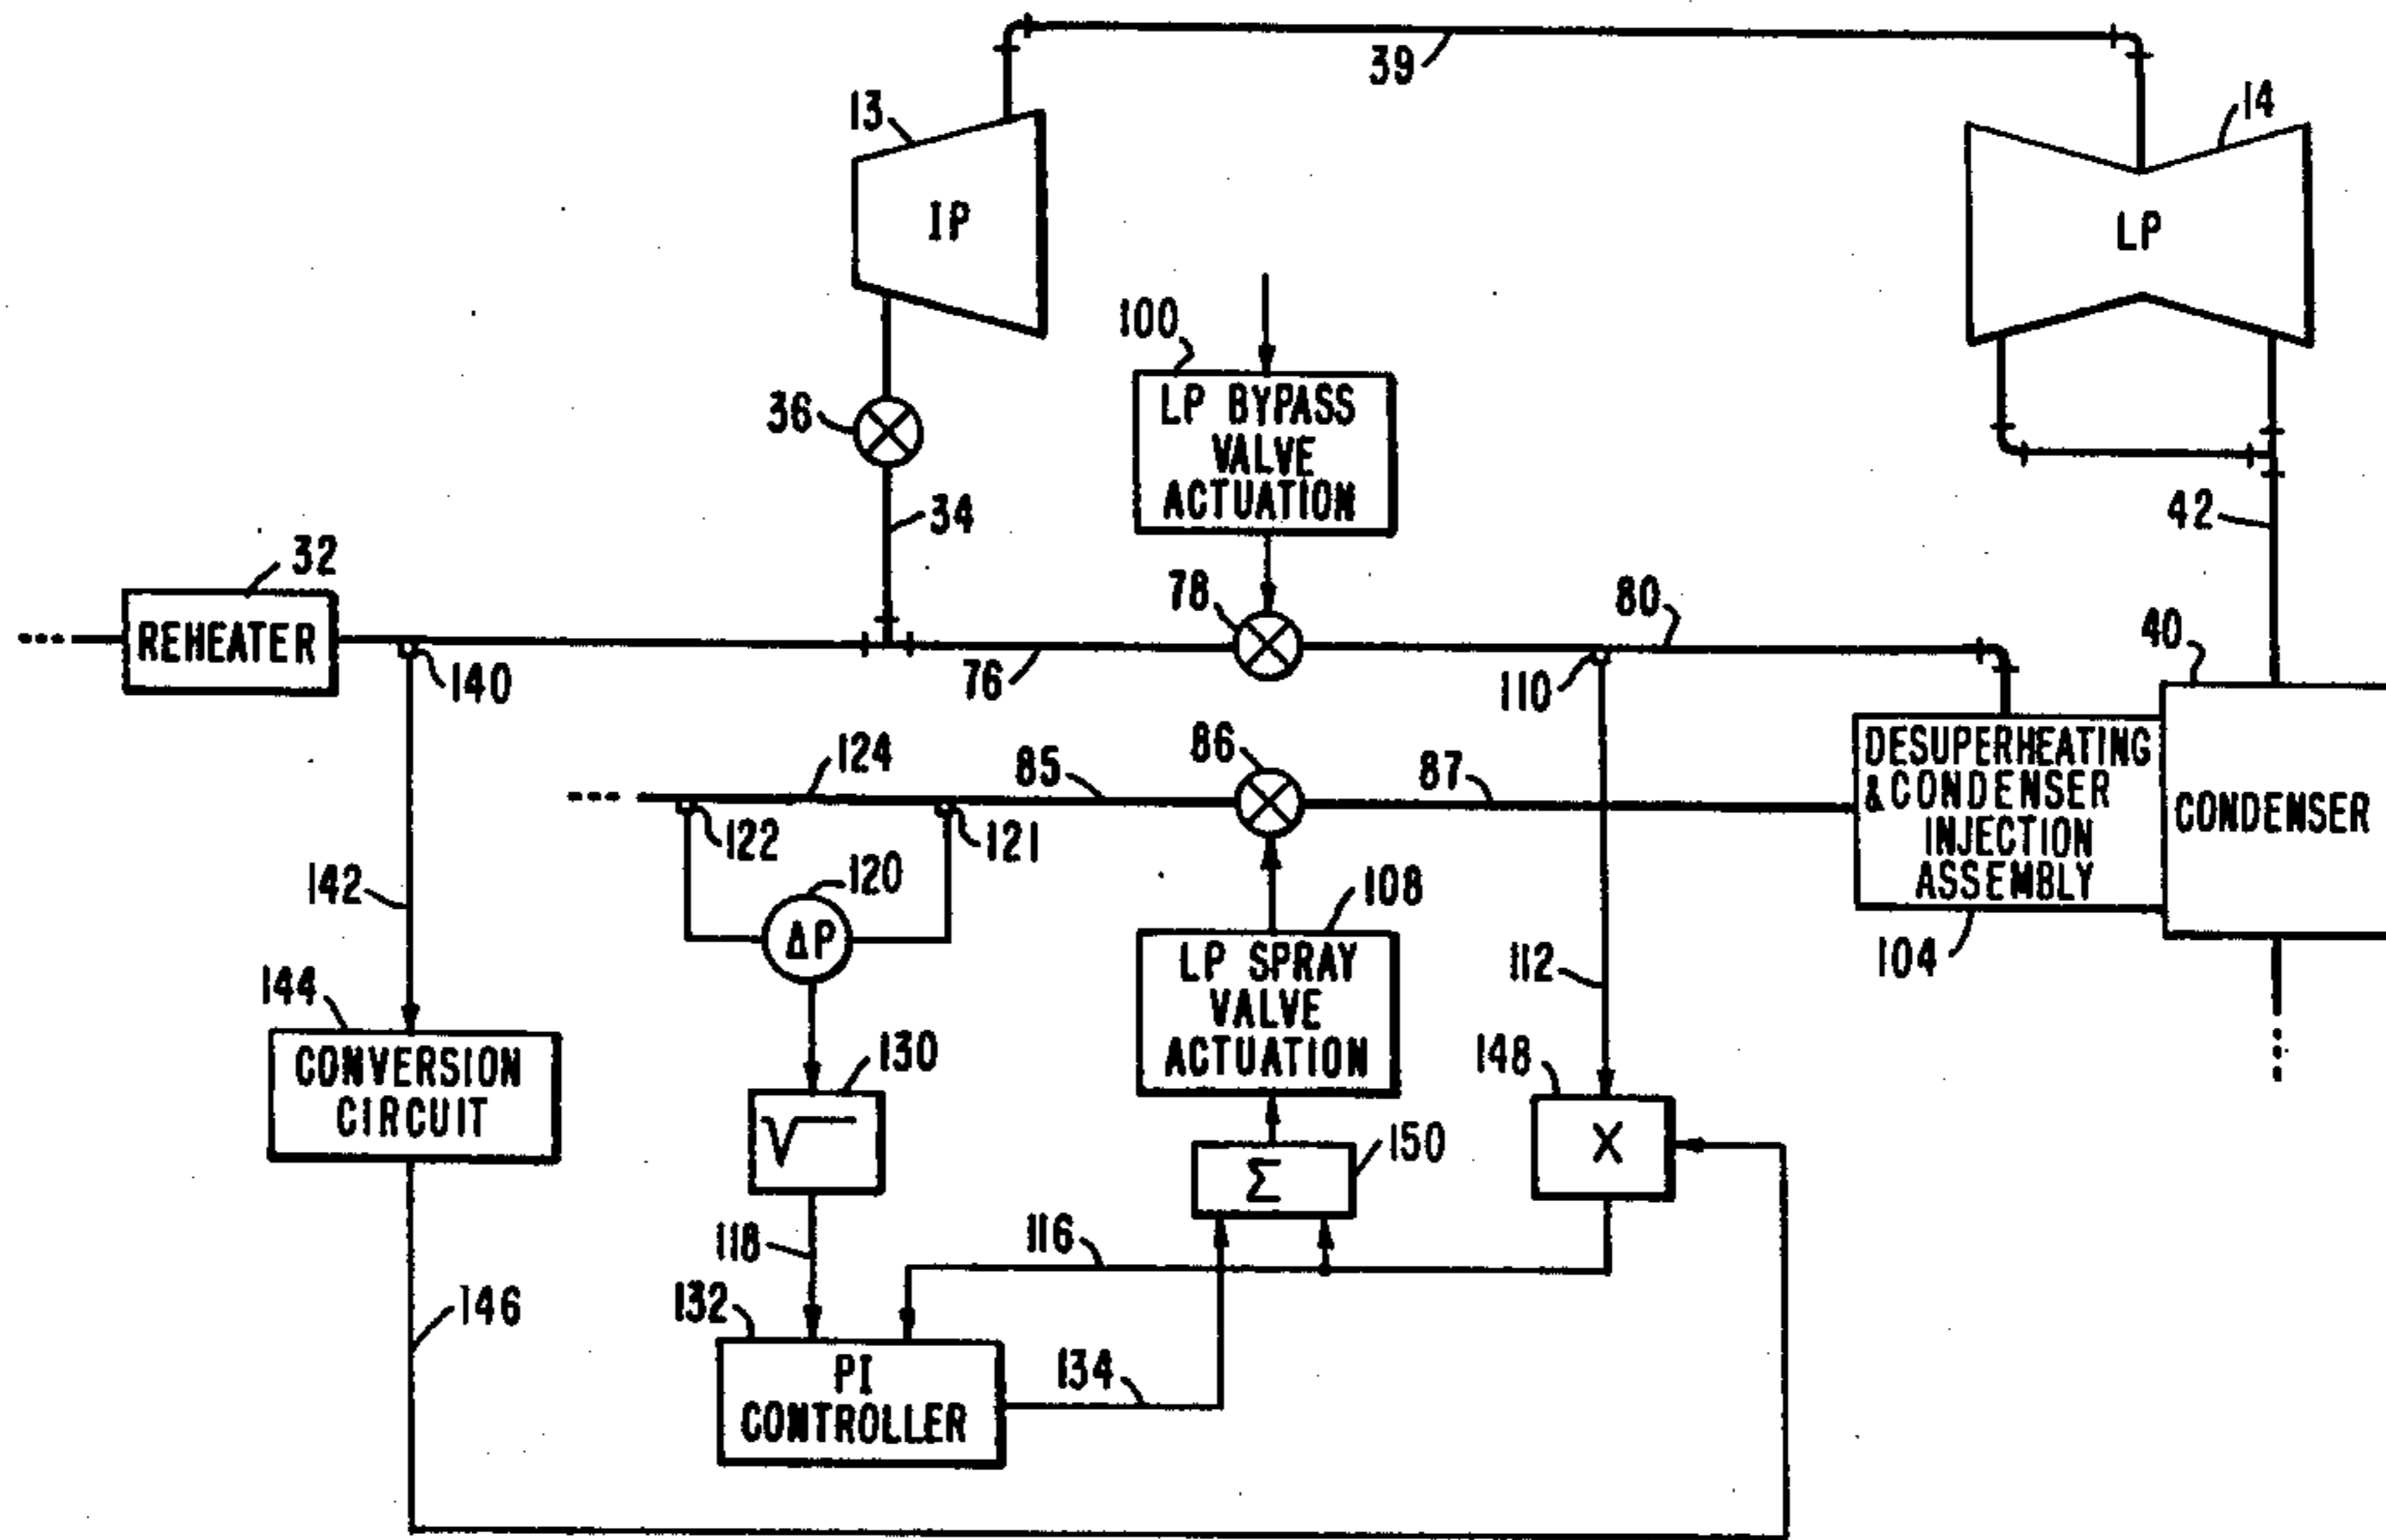 39
13
14
IP
LP
100
LP BYPASS
VALVE
ACTUATION
36
34
42
32
REHEATER
78
80
40
140
76
110
124
85
86
87
DESUPERHEATING
& CONDENSER
INJECTION
ASSEMBLY
CONDENSER
122
121
120
ΔP
142
108
112
104
LP SPRAY
VALVE
ACTUATION
144
CONVERSION
CIRCUIT
130
√
148
X
150
Σ
118
116
146
132
PI
CONTROLLER
134